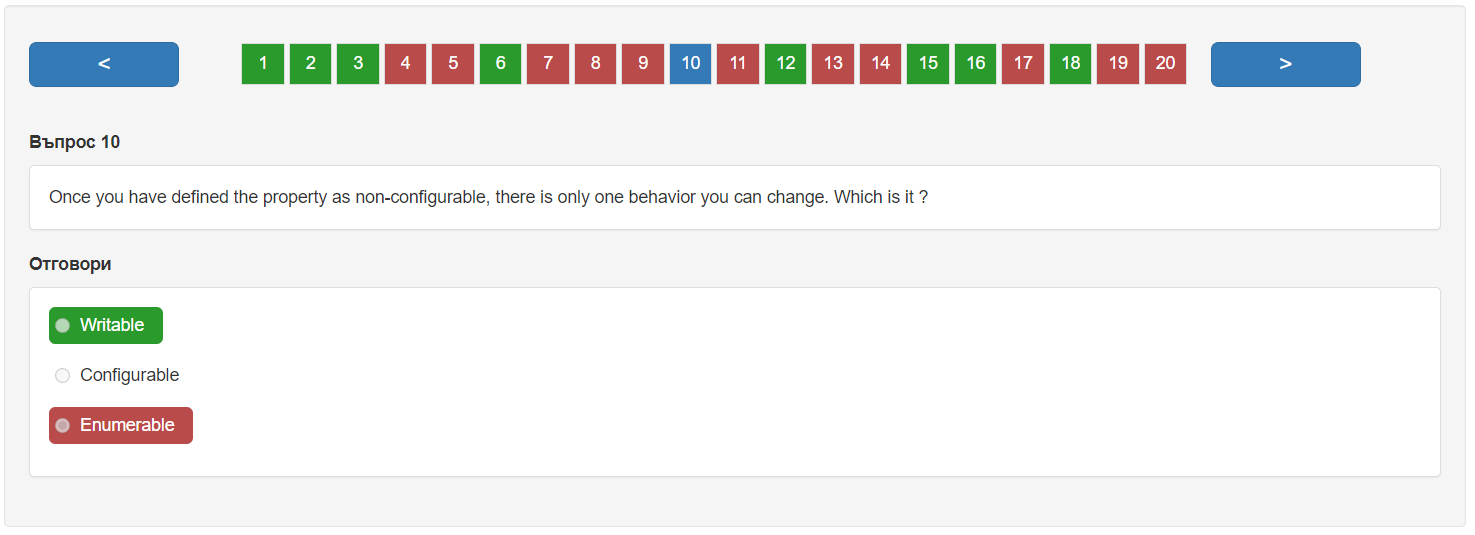 < 1 2 3 4 5 6 7 8 9 10 11 12 13 14 15 16 17 18 19 20 >
Въпрос 10
Once you have defined the property as non-configurable, there is only one behavior you can change. Which is it ?
Отговори
Writable
Configurable
Enumerable